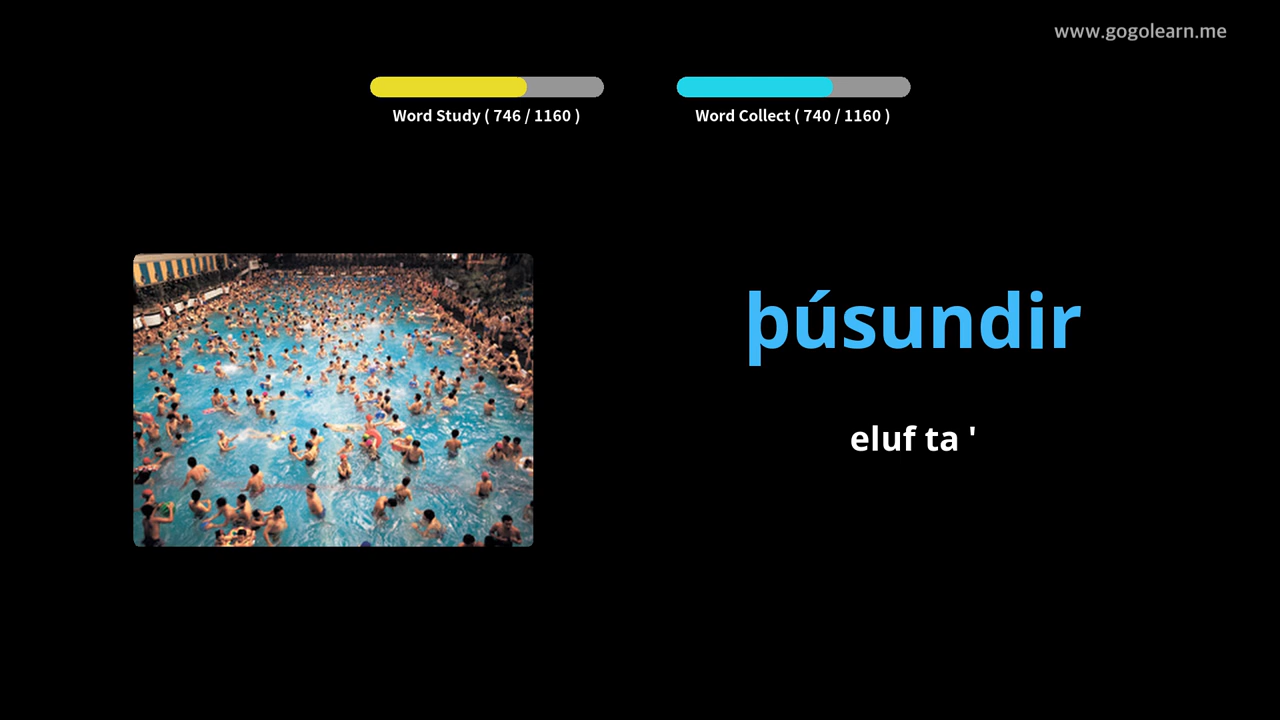 www.gogolearn.me
Word Study ( 746 / 1160 )
Word Collect ( 740 / 1160 )
þúsundir
eluf ta '